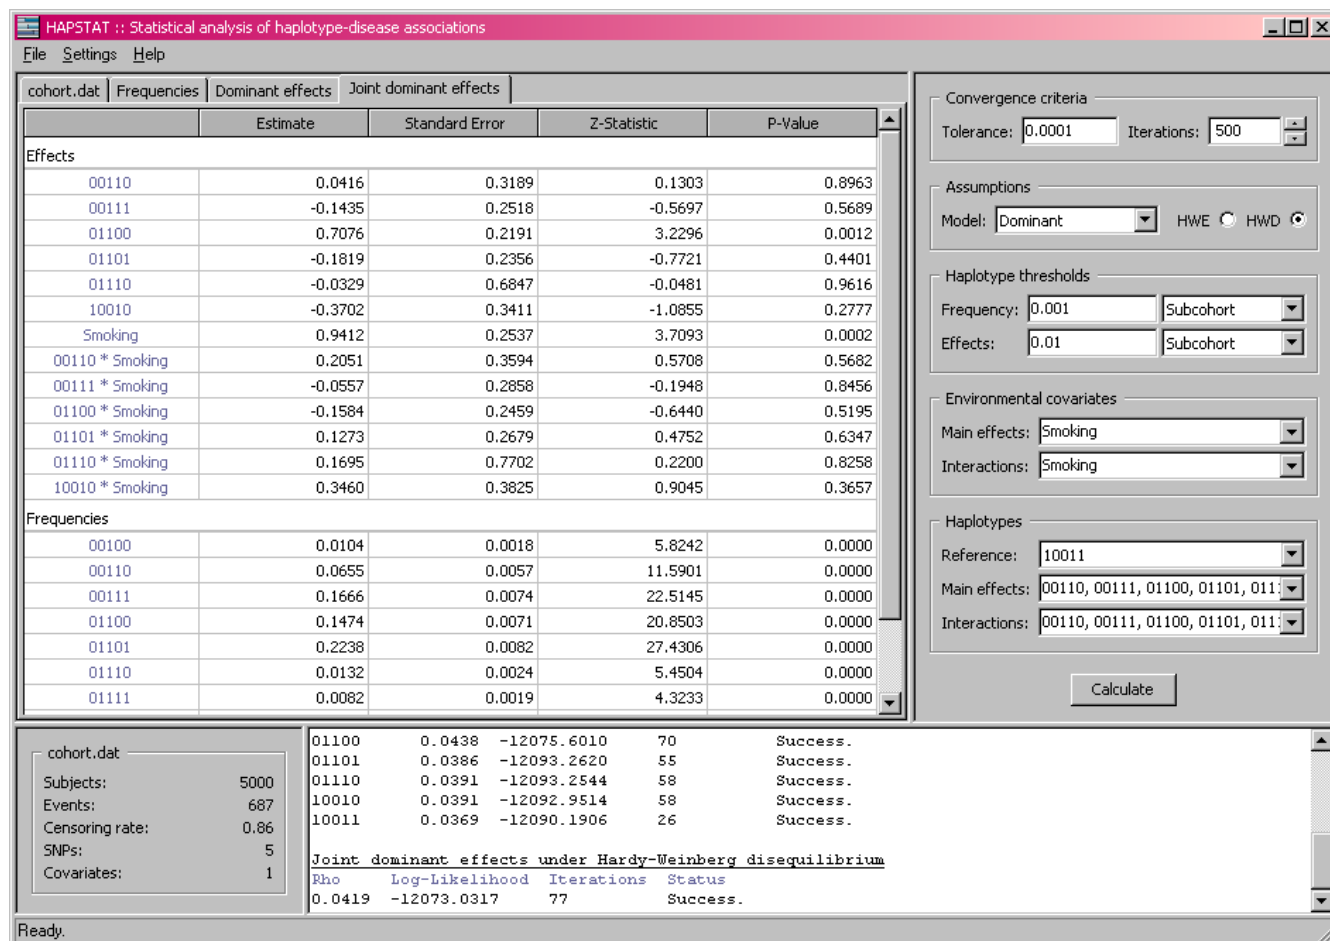 HAPSTAT :: Statistical analysis of haplotype-disease associations
File Settings Help
cohort.dat Frequencies Dominant effects Joint dominant effects
Estimate Standard Error Z-Statistic P-Value
Effects
00110 0.0416 0.3189 0.1303 0.8963
00111 -0.1435 0.2518 -0.5697 0.5689
01100 0.7076 0.2191 3.2296 0.0012
01101 -0.1819 0.2356 -0.7721 0.4401
01110 -0.0329 0.6847 -0.0481 0.9616
10010 -0.3702 0.3411 -1.0855 0.2777
Smoking 0.9412 0.2537 3.7093 0.0002
00110 * Smoking 0.2051 0.3594 0.5708 0.5682
00111 * Smoking -0.0557 0.2858 -0.1948 0.8456
01100 * Smoking -0.1584 0.2459 -0.6440 0.5195
01101 * Smoking 0.1273 0.2679 0.4752 0.6347
01110 * Smoking 0.1695 0.7702 0.2200 0.8258
10010 * Smoking 0.3460 0.3825 0.9045 0.3657
Frequencies
00100 0.0104 0.0018 5.8242 0.0000
00110 0.0655 0.0057 11.5901 0.0000
00111 0.1666 0.0074 22.5145 0.0000
01100 0.1474 0.0071 20.8503 0.0000
01101 0.2238 0.0082 27.4306 0.0000
01110 0.0132 0.0024 5.4504 0.0000
01111 0.0082 0.0019 4.3233 0.0000
Convergence criteria
Tolerance: 0.0001 Iterations: 500
Assumptions
Model: Dominant HWE HWD
Haplotype thresholds
Frequency: 0.001 Subcohort
Effects: 0.01 Subcohort
Environmental covariates
Main effects: Smoking
Interactions: Smoking
Haplotypes
Reference: 10011
Main effects: 00110, 00111, 01100, 01101, 011
Interactions: 00110, 00111, 01100, 01101, 011
Calculate
cohort.dat
Subjects: 5000
Events: 687
Censoring rate: 0.86
SNPs: 5
Covariates: 1
01100 0.0438 -12075.6010 70 Success.
01101 0.0386 -12093.2620 55 Success.
01110 0.0391 -12093.2544 58 Success.
10010 0.0391 -12092.9514 58 Success.
10011 0.0369 -12090.1906 26 Success.
Joint dominant effects under Hardy-Weinberg disequilibrium
Rho Log-Likelihood Iterations Status
0.0419 -12073.0317 77 Success.
Ready.